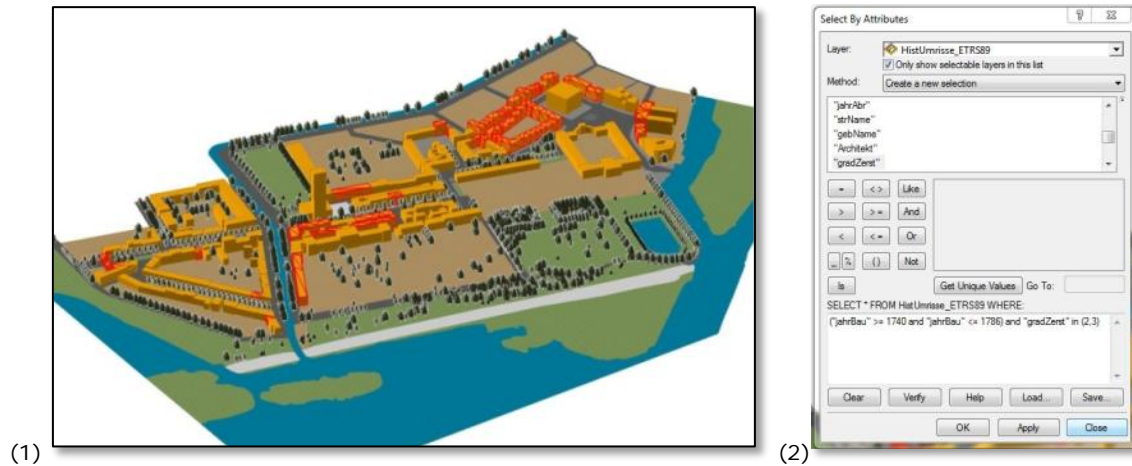 Select By Attributes
Layer: HistUmrisse_ETRS89
Only show selectable layers in this list
Method: Create a new selection
"jahrAbr"
"strName"
"gebName"
"Architekt"
"gradZerst"
= < > Like
> > = And
< < = Or
_ % ( ) Not
Is Get Unique Values Go To:
SELECT * FROM HistUmrisse_ETRS89 WHERE:
("jahrBau" >= 1740 and "jahrBau" <= 1786) and "gradZerst" in (2,3)
Clear Verify Help Load... Save...
OK Apply Close
(1) (2)